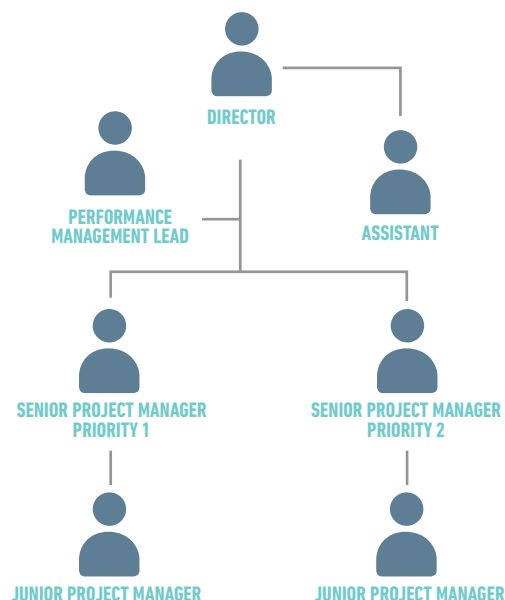 DIRECTOR
PERFORMANCE
MANAGEMENT LEAD
ASSISTANT
SENIOR PROJECT MANAGER
PRIORITY 1
SENIOR PROJECT MANAGER
PRIORITY 2
JUNIOR PROJECT MANAGER
JUNIOR PROJECT MANAGER